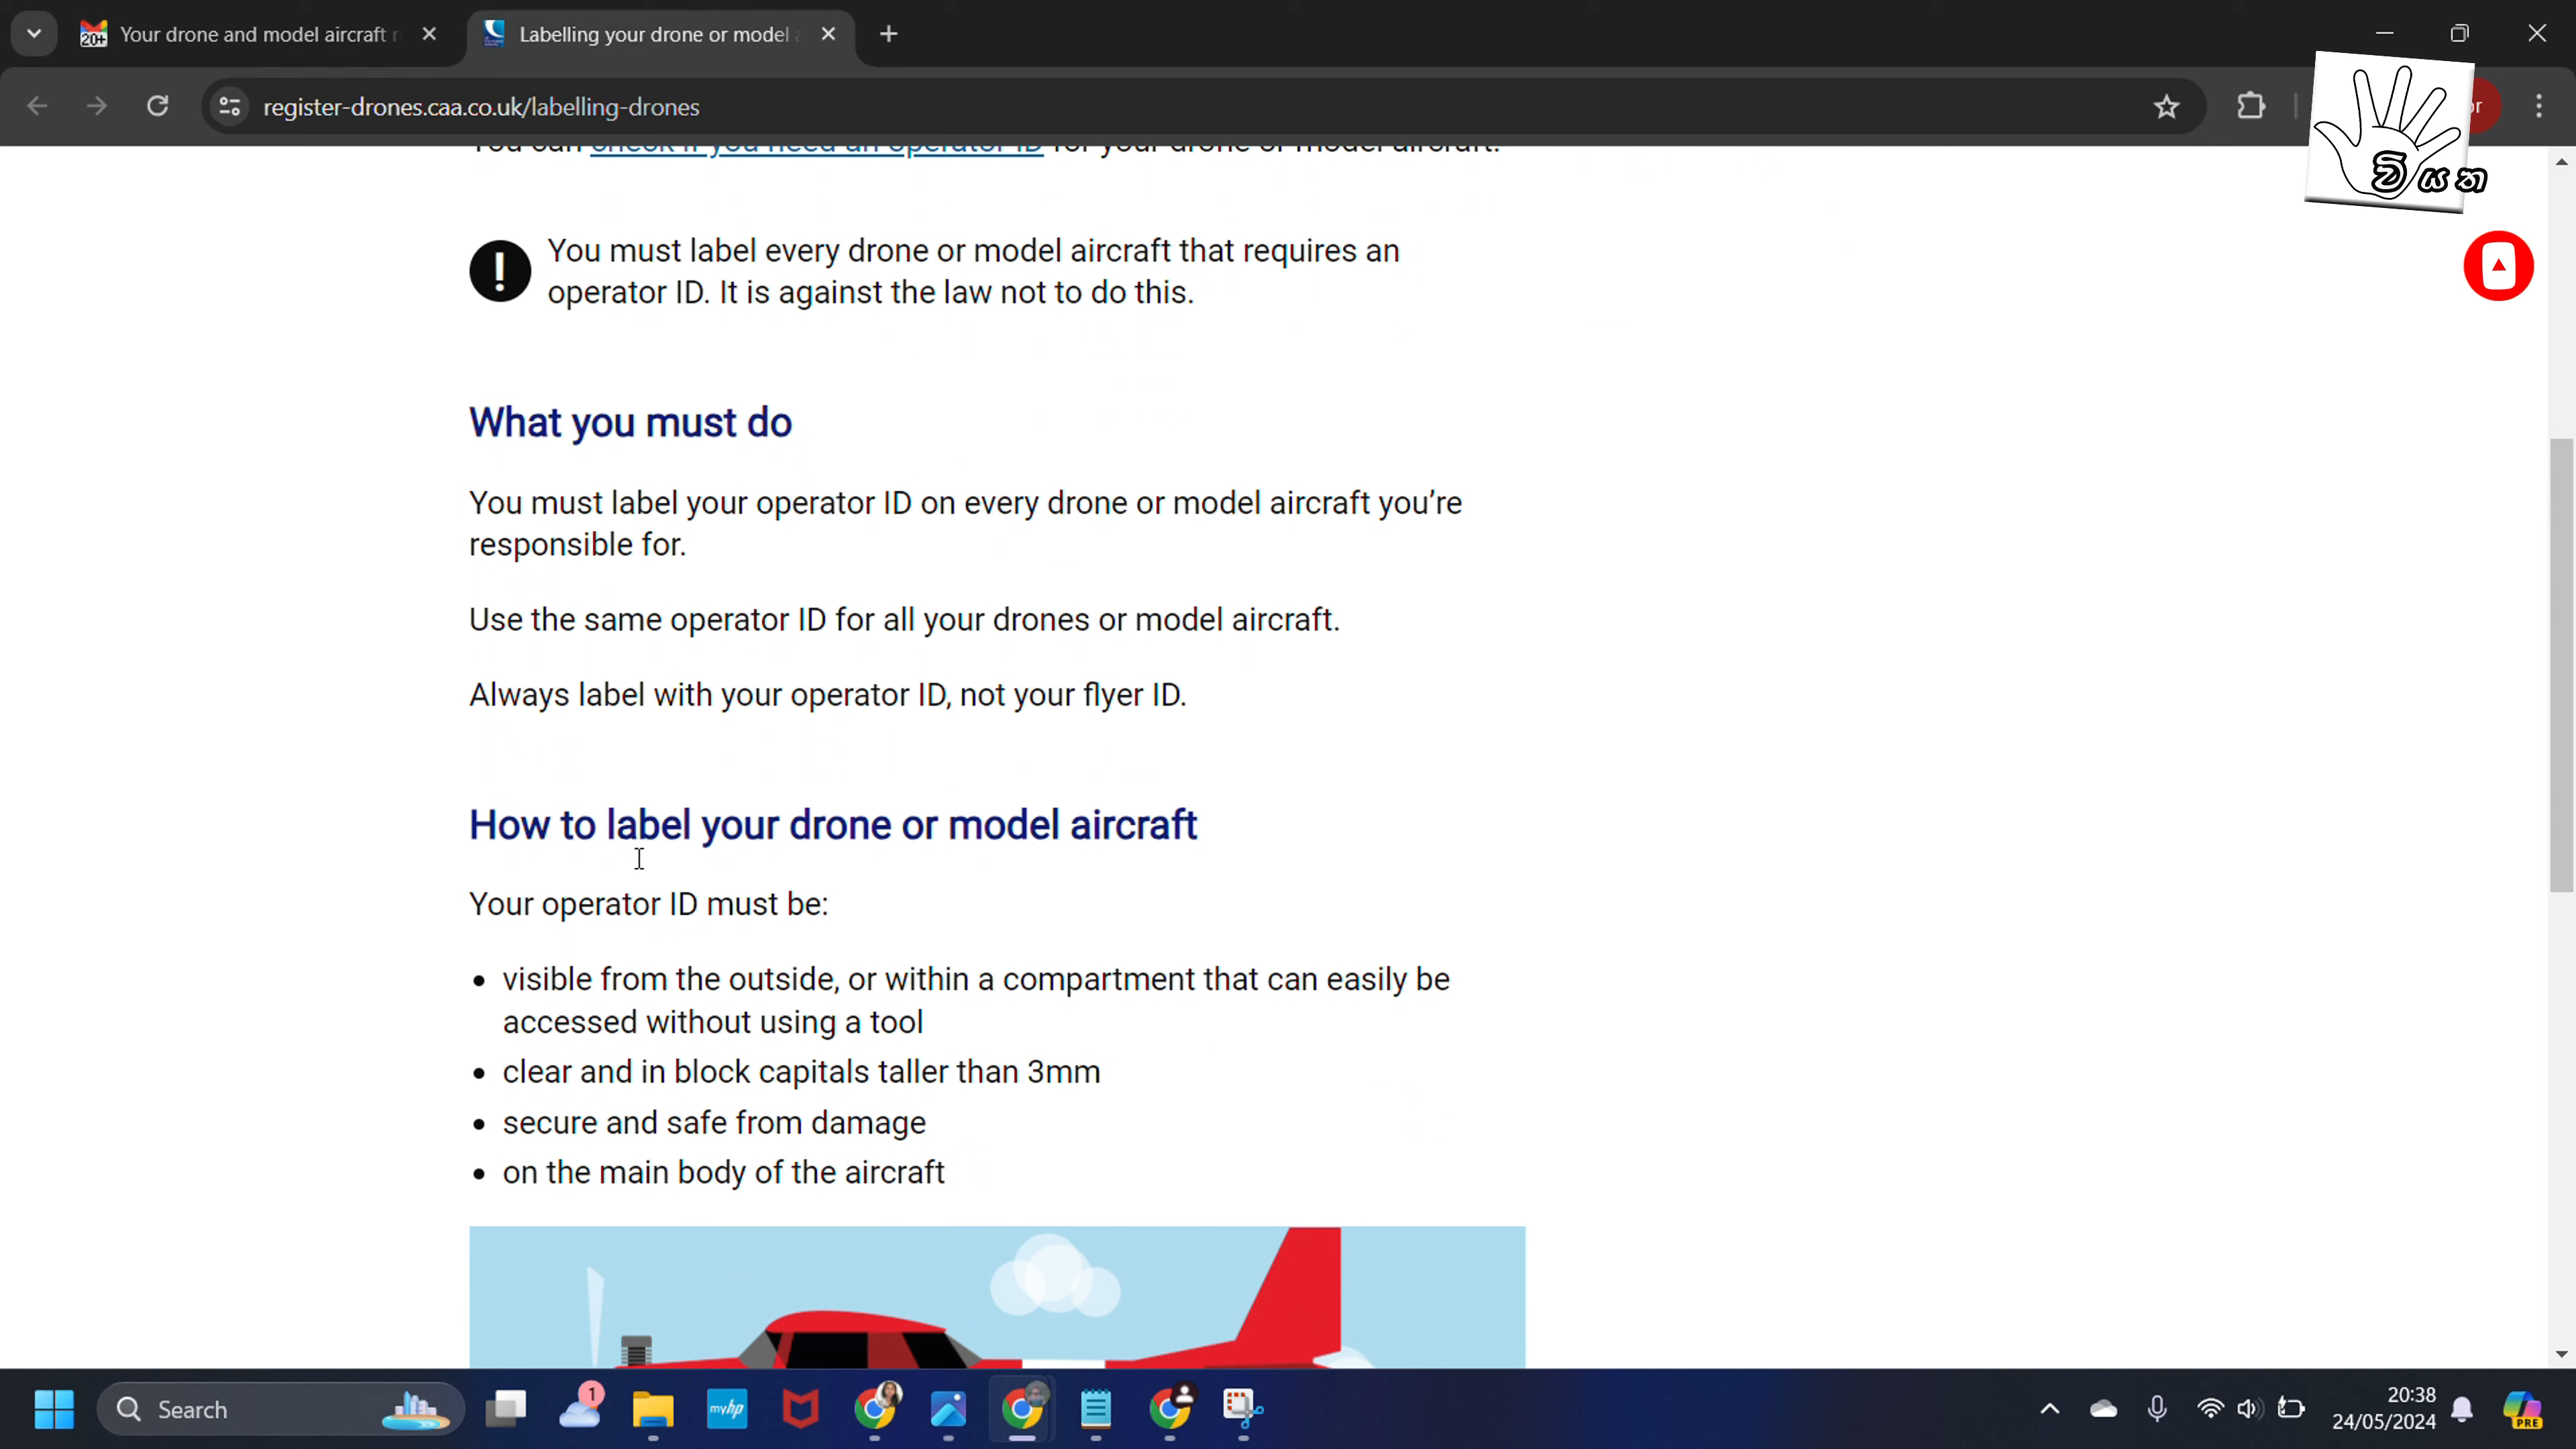 Your drone and model aircraft
Labelling your drone or model
register-drones.caa.co.uk/labelling-drones
වියත
You can check if you need an operator ID for your drone or model aircraft.
You must label every drone or model aircraft that requires an
operator ID. It is against the law not to do this.
What you must do
You must label your operator ID on every drone or model aircraft you’re
responsible for.
Use the same operator ID for all your drones or model aircraft.
Always label with your operator ID, not your flyer ID.
How to label your drone or model aircraft
Your operator ID must be:
visible from the outside, or within a compartment that can easily be
accessed without using a tool
clear and in block capitals taller than 3mm
secure and safe from damage
on the main body of the aircraft
Search
1
myhp
20:38
24/05/2024
PRE
20+